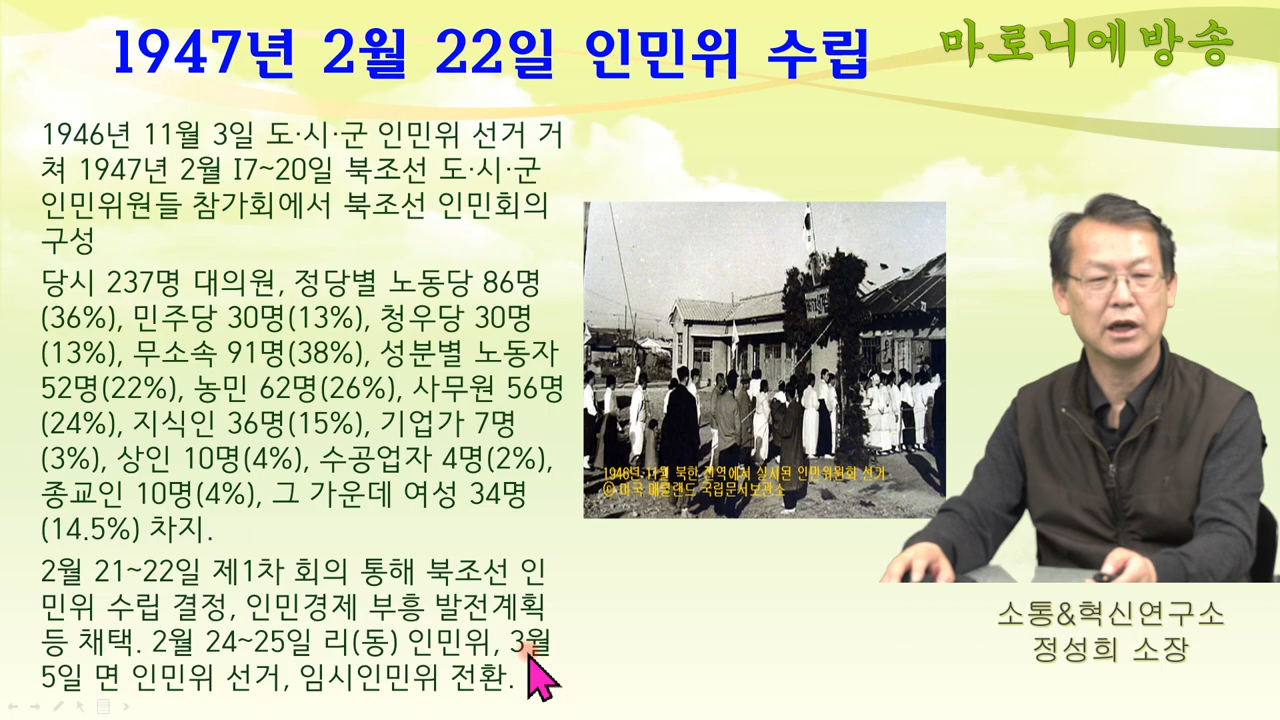 1947년 2월 22일 인민위 수립
마로니에방송
1946년 11월 3일 도·시·군 인민위 선거 거
쳐 1947년 2월 I7~20일 북조선 도·시·군
인민위원들 참가회에서 북조선 인민회의
구성
당시 237명 대의원, 정당별 노동당 86명
(36%), 민주당 30명(13%), 청우당 30명
(13%), 무소속 91명(38%), 성분별 노동자
52명(22%), 농민 62명(26%), 사무원 56명
(24%), 지식인 36명(15%), 기업가 7명
(3%), 상인 10명(4%), 수공업자 4명(2%),
종교인 10명(4%), 그 가운데 여성 34명
(14.5%) 차지.
2월 21~22일 제1차 회의 통해 북조선 인
민위 수립 결정, 인민경제 부흥 발전계획
등 채택. 2월 24~25일 리(동) 인민위, 3월
5일 면 인민위 선거, 임시인민위 전환.
1946년 11월 북한 전역에서 실시된 인민위원회 선거
© 미국 메릴랜드 국립문서보관소
소통&혁신연구소
정성희 소장